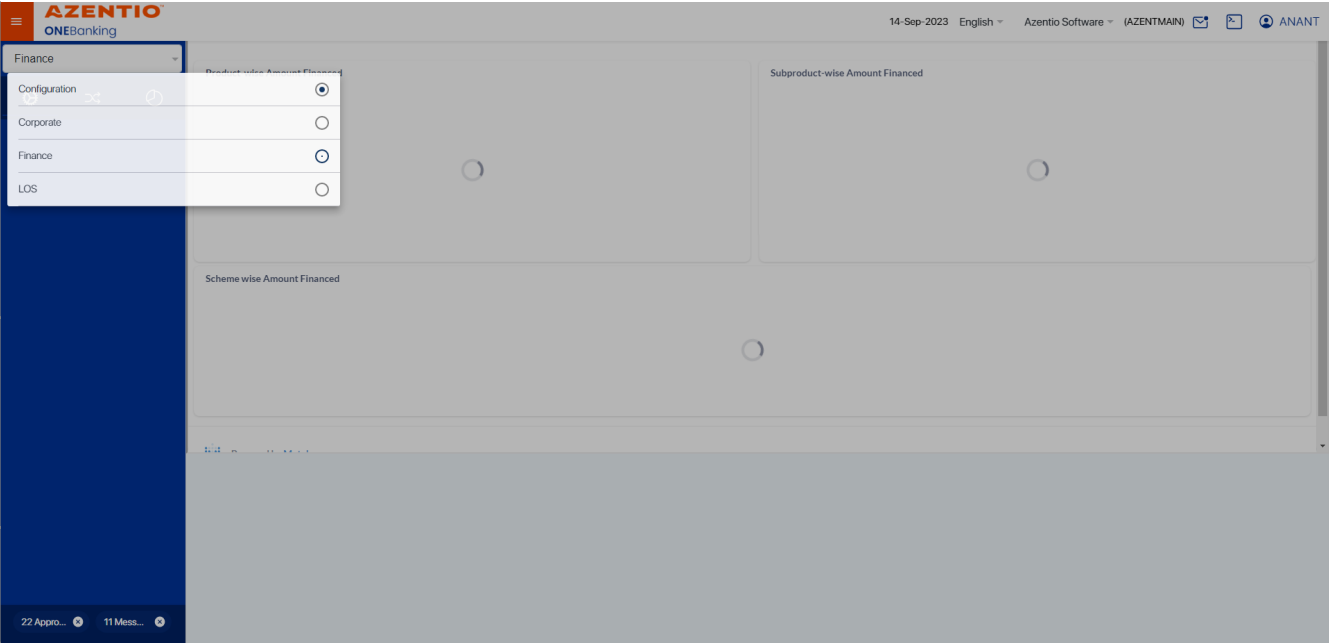 AZENTIO
ONEBanking
14-Sep-2023 English Azentio Software (AZENTMAIN) ANANT
Finance
Product-wise Amount Financed
Subproduct-wise Amount Financed
Configuration
Corporate
Finance
LOS
Scheme wise Amount Financed
22 Appro... 11 Mess...